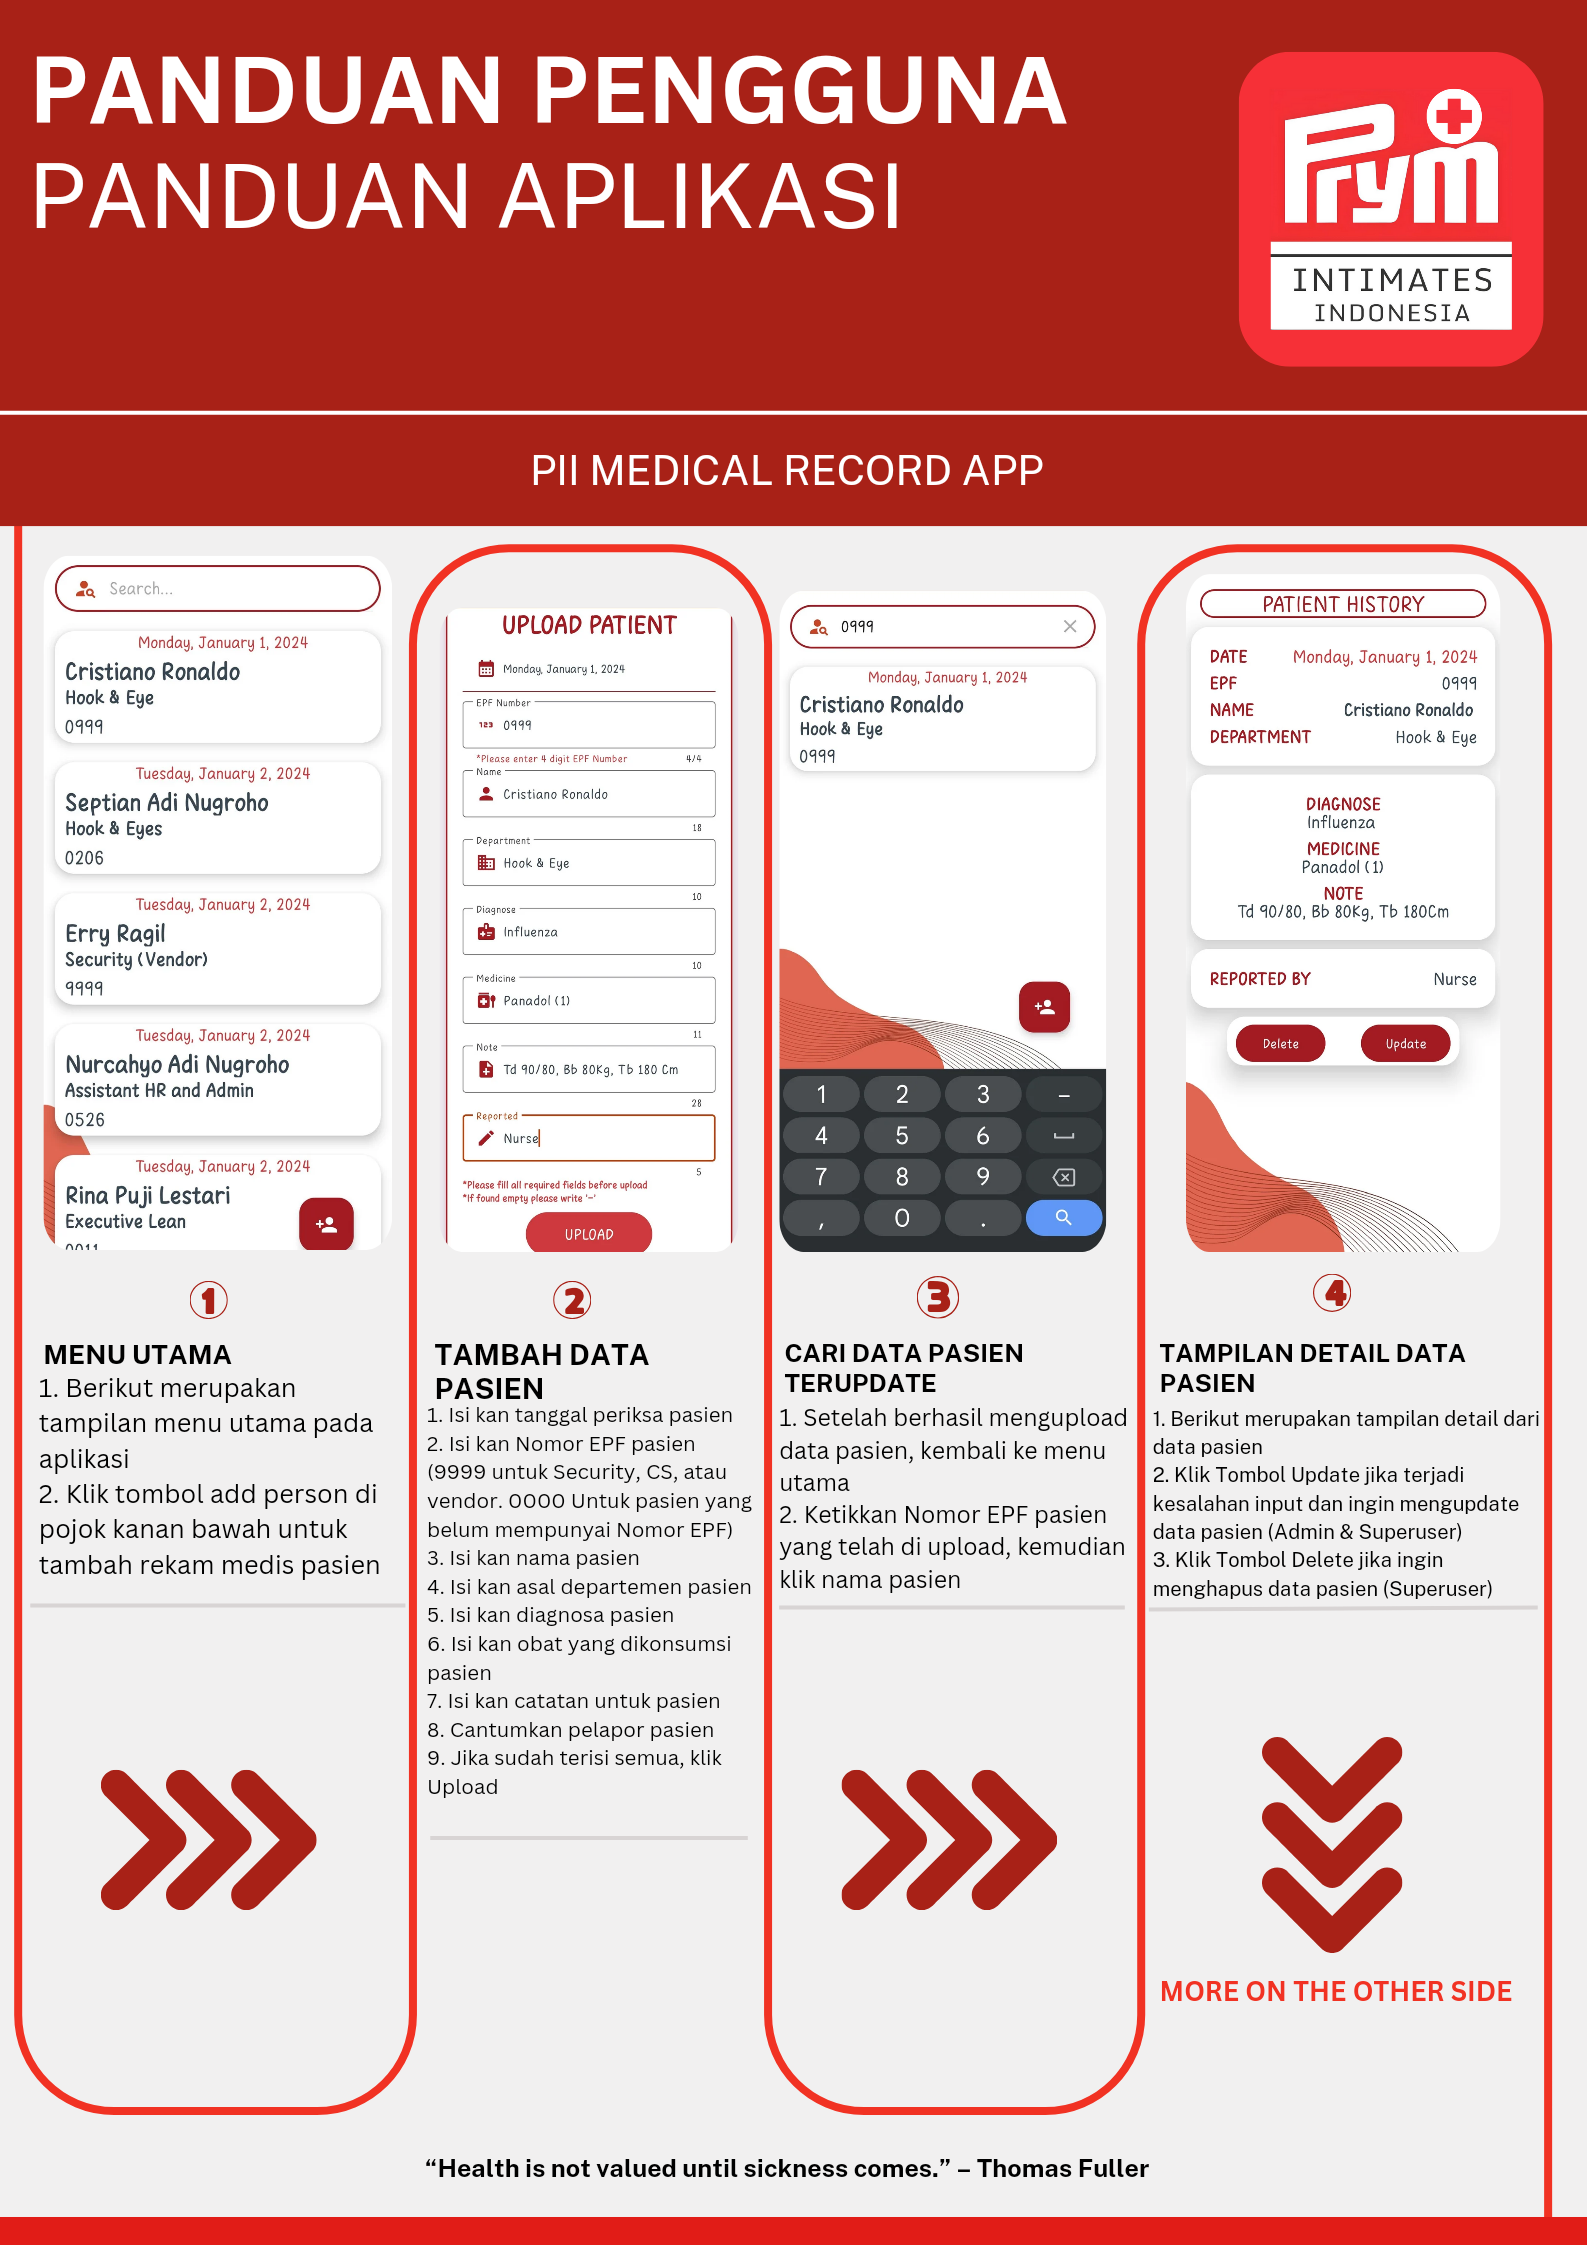 PANDUAN PENGGUNA
PANDUAN APLIKASI
Prym
INTIMATES
INDONESIA
PII MEDICAL RECORD APP
Search...
Monday, January 1, 2024
Cristiano Ronaldo
Hook & Eye
0999
Tuesday, January 2, 2024
Septian Adi Nugroho
Hook & Eyes
0206
Tuesday, January 2, 2024
Erry Ragil
Security (Vendor)
9999
Tuesday, January 2, 2024
Nurcahyo Adi Nugroho
Assistant HR and Admin
0526
Tuesday, January 2, 2024
Rina Puji Lestari
Executive Lean
0011
1
MENU UTAMA
1. Berikut merupakan
tampilan menu utama pada
aplikasi
2. Klik tombol add person di
pojok kanan bawah untuk
tambah rekam medis pasien
UPLOAD PATIENT
Monday, January 1, 2024
EPF Number
123 0999
*Please enter 4 digit EPF Number 4/4
Name
Cristiano Ronaldo
18
Department
Hook & Eye
10
Diagnose
Influenza
10
Medicine
Panadol (1)
11
Note
Td 90/80, Bb 80Kg, Tb 180 Cm
28
Reported
Nurse
5
*Please fill all required fields before upload
*If found empty please write '-'
UPLOAD
2
TAMBAH DATA
PASIEN
1. Isi kan tanggal periksa pasien
2. Isi kan Nomor EPF pasien
(9999 untuk Security, CS, atau
vendor. 0000 Untuk pasien yang
belum mempunyai Nomor EPF)
3. Isi kan nama pasien
4. Isi kan asal departemen pasien
5. Isi kan diagnosa pasien
6. Isi kan obat yang dikonsumsi
pasien
7. Isi kan catatan untuk pasien
8. Cantumkan pelapor pasien
9. Jika sudah terisi semua, klik
Upload
0999
Monday, January 1, 2024
Cristiano Ronaldo
Hook & Eye
0999
1 2 3 -
4 5 6
7 8 9
, 0 .
3
CARI DATA PASIEN
TERUPDATE
1. Setelah berhasil mengupload
data pasien, kembali ke menu
utama
2. Ketikkan Nomor EPF pasien
yang telah di upload, kemudian
klik nama pasien
PATIENT HISTORY
DATE Monday, January 1, 2024
EPF 0999
NAME Cristiano Ronaldo
DEPARTMENT Hook & Eye
DIAGNOSE
Influenza
MEDICINE
Panadol (1)
NOTE
Td 90/80, Bb 80Kg, Tb 180Cm
REPORTED BY Nurse
Delete Update
4
TAMPILAN DETAIL DATA
PASIEN
1. Berikut merupakan tampilan detail dari
data pasien
2. Klik Tombol Update jika terjadi
kesalahan input dan ingin mengupdate
data pasien (Admin & Superuser)
3. Klik Tombol Delete jika ingin
menghapus data pasien (Superuser)
MORE ON THE OTHER SIDE
“Health is not valued until sickness comes.” – Thomas Fuller